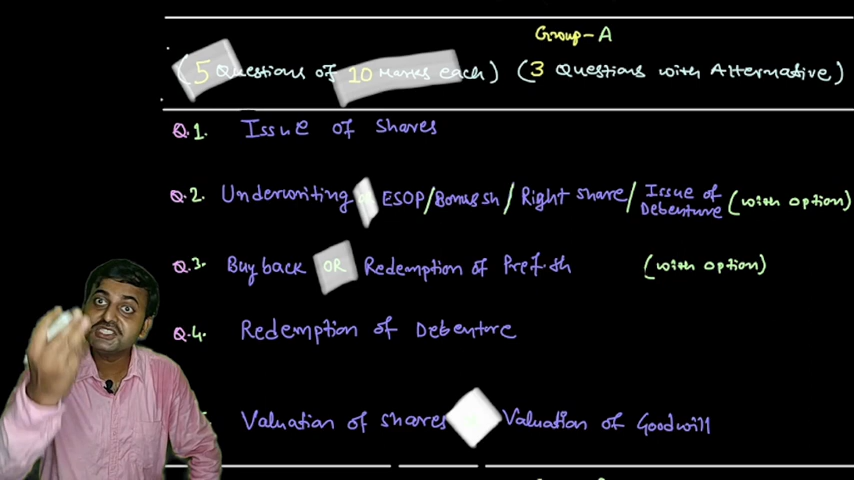 Group-A
(5 Questions of 10 Marks each) (3 Questions with Alternative)
Q.1. Issue of Shares
Q.2. Underwriting ESOP/Bonus sh/Right share/Issue of Debenture (with option)
Q.3. Buy back OR Redemption of Pref.sh (with option)
Q.4. Redemption of Debenture
Valuation of shares Valuation of Goodwill